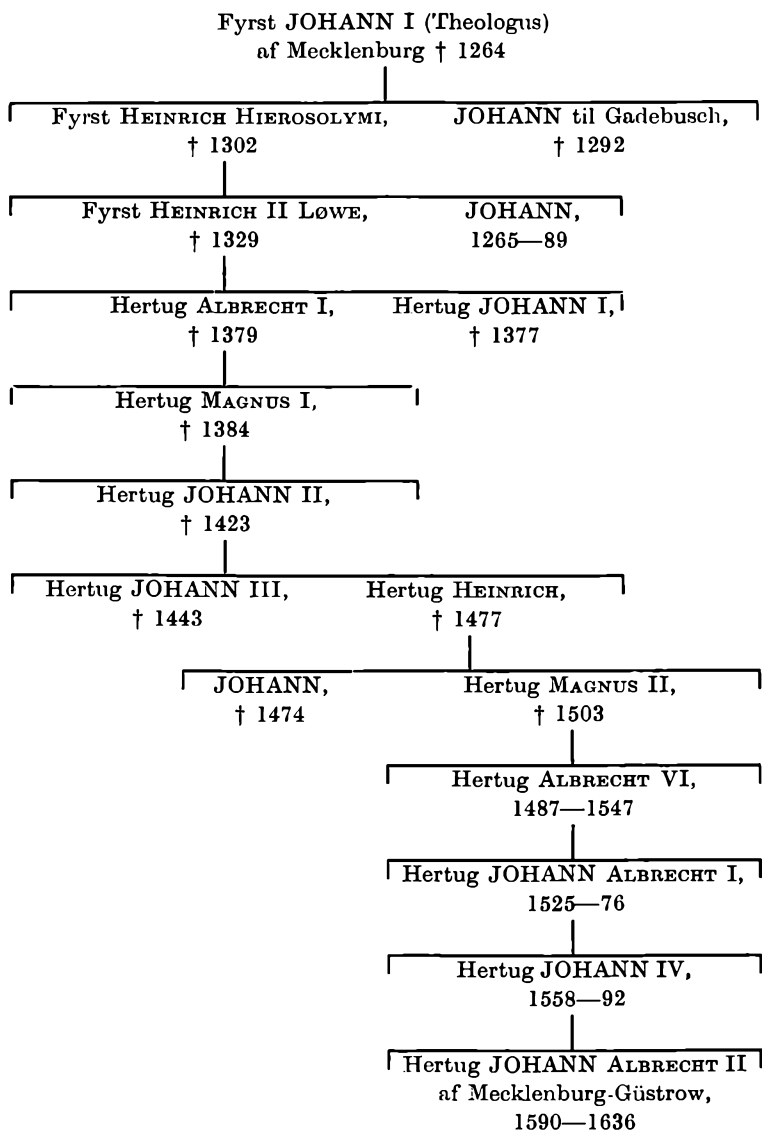 Fyrst JOHANN I (Theologus)
af Mecklenburg † 1264
Fyrst HEINRICH HIEROSOLYMI,
† 1302
JOHANN til Gadebusch,
† 1292
Fyrst HEINRICH II LØWE,
† 1329
JOHANN,
1265—89
Hertug ALBRECHT I,
† 1379
Hertug JOHANN I,
† 1377
Hertug MAGNUS I,
† 1384
Hertug JOHANN II,
† 1423
Hertug JOHANN III,
† 1443
Hertug HEINRICH,
† 1477
JOHANN,
† 1474
Hertug MAGNUS II,
† 1503
Hertug ALBRECHT VI,
1487—1547
Hertug JOHANN ALBRECHT I,
1525—76
Hertug JOHANN IV,
1558—92
Hertug JOHANN ALBRECHT II
af Mecklenburg-Güstrow,
1590—1636